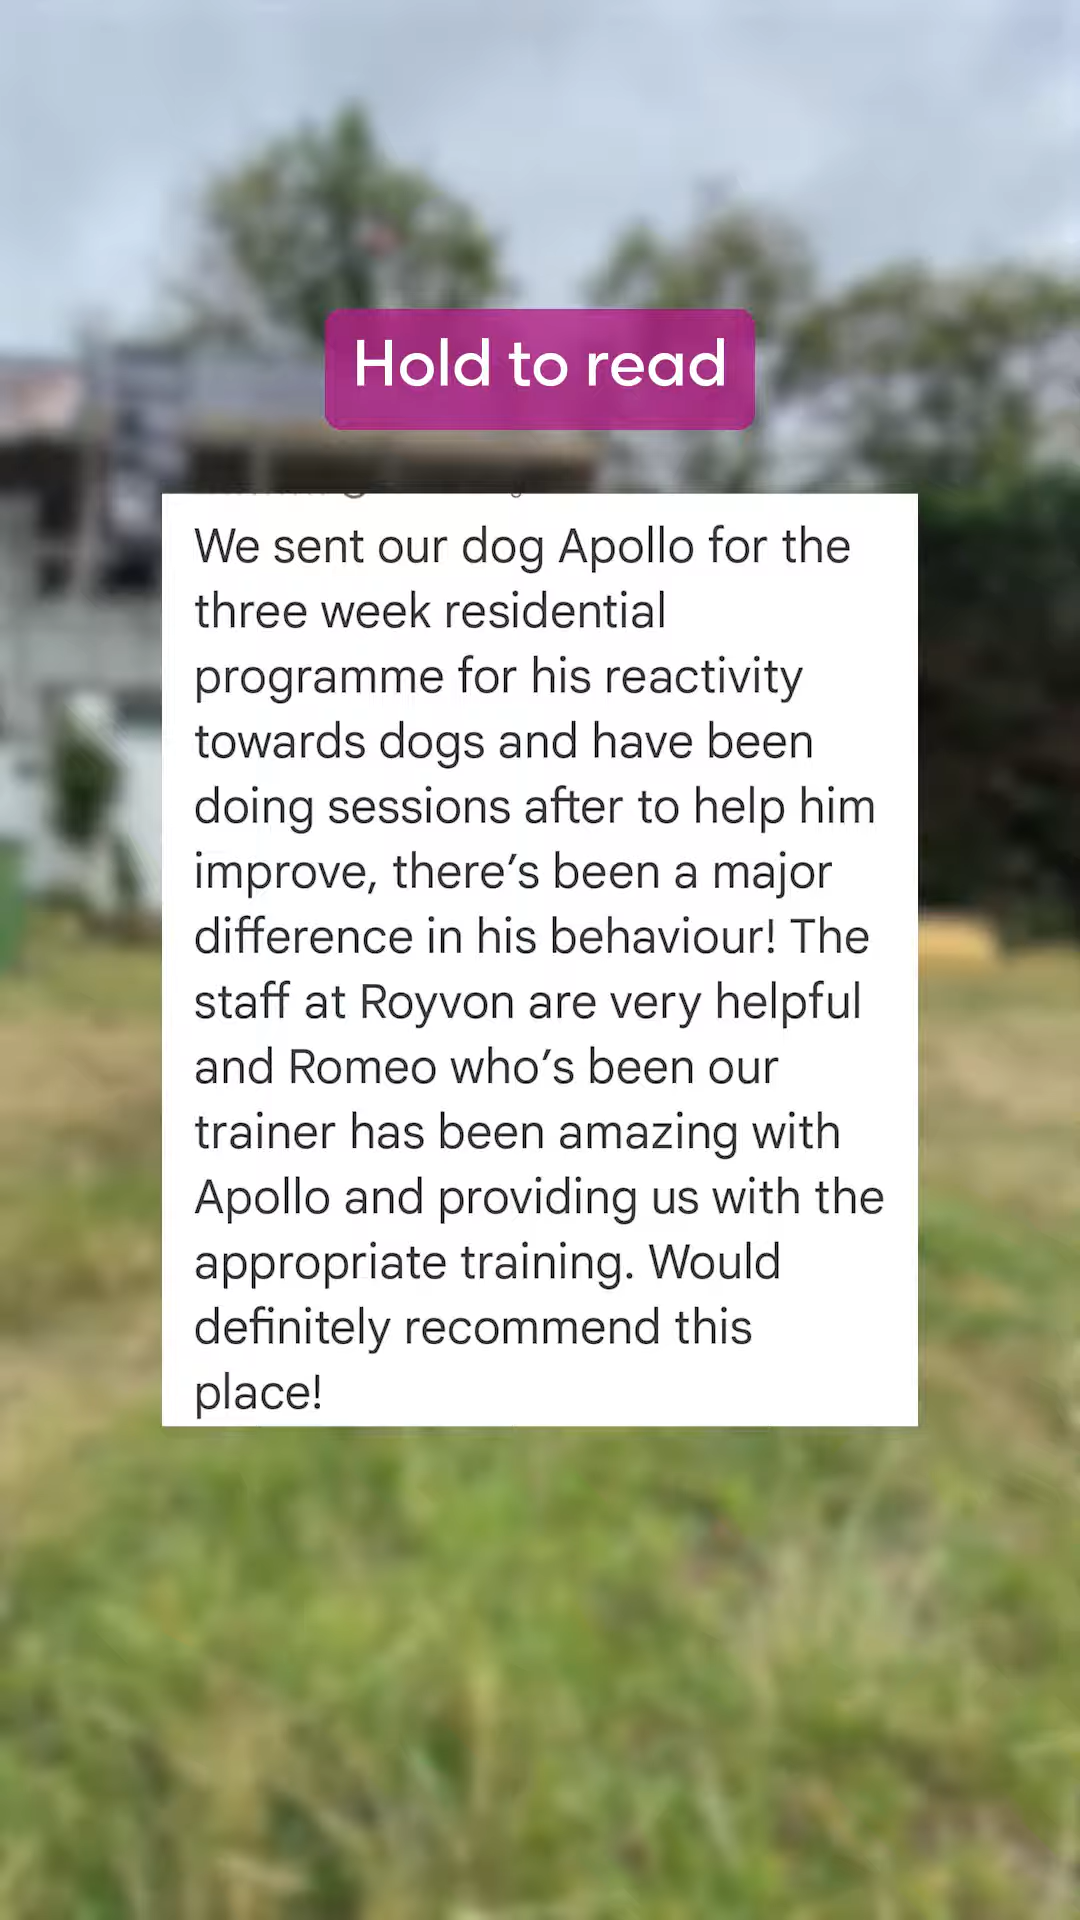 Hold to read
We sent our dog Apollo for the
three week residential
programme for his reactivity
towards dogs and have been
doing sessions after to help him
improve, there’s been a major
difference in his behaviour! The
staff at Royvon are very helpful
and Romeo who’s been our
trainer has been amazing with
Apollo and providing us with the
appropriate training. Would
definitely recommend this
place!